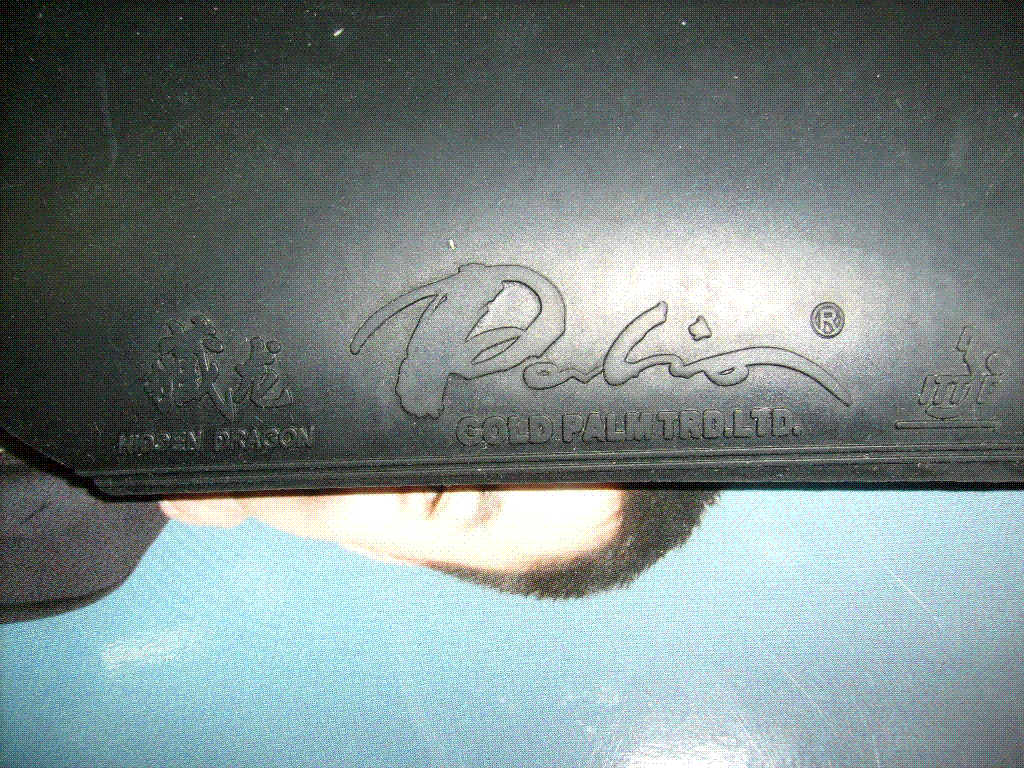 藏龙
HIDDEN DRAGON
Palio ®
GOLD PALM TRD.LTD.
ITTF